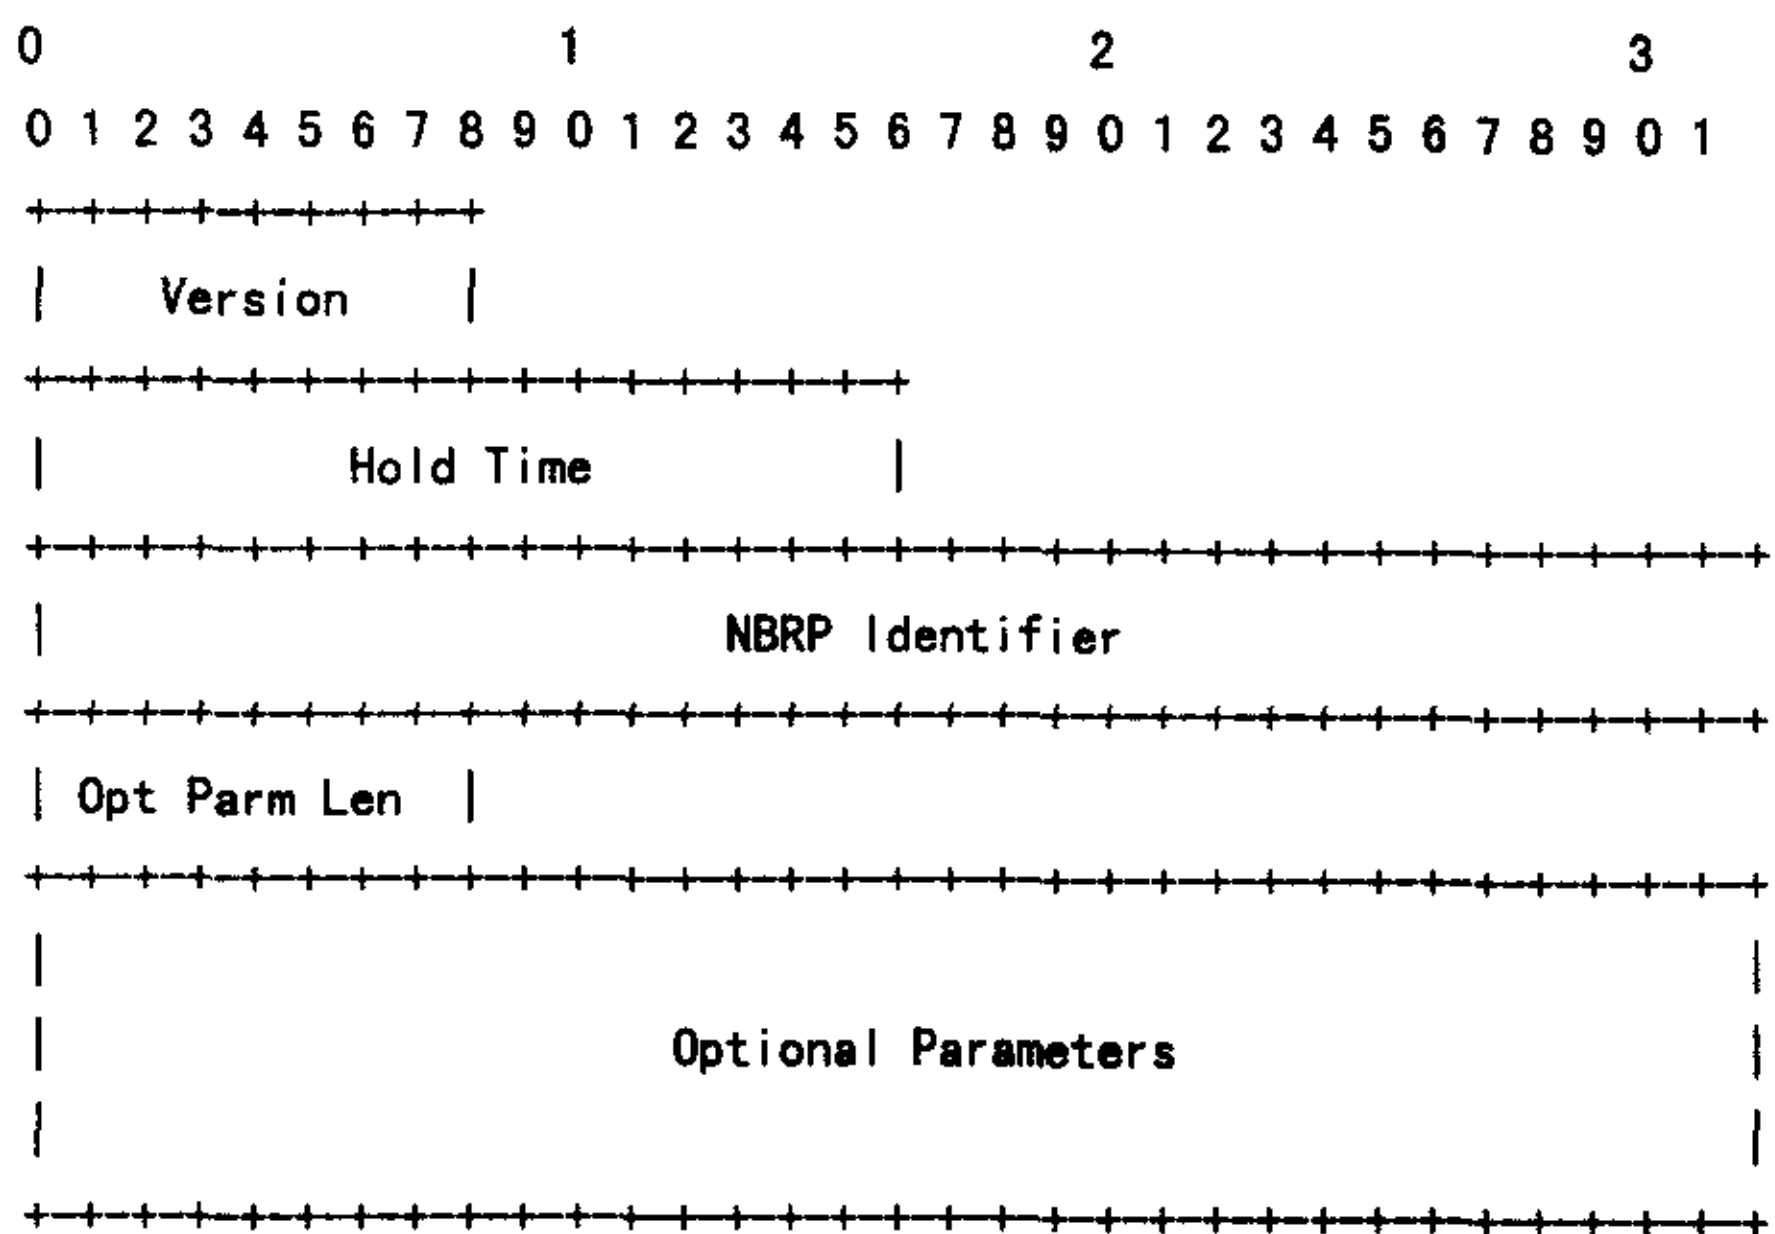 0 1 2 3
0 1 2 3 4 5 6 7 8 9 0 1 2 3 4 5 6 7 8 9 0 1 2 3 4 5 6 7 8 9 0 1
+-+-+-+-+-+-+-+-+
| Version |
+-+-+-+-+-+-+-+-+-+-+-+-+-+-+-+-+
| Hold Time |
+-+-+-+-+-+-+-+-+-+-+-+-+-+-+-+-+-+-+-+-+-+-+-+-+-+-+-+-+-+-+-+-+
| NBRP Identifier
+-+-+-+-+-+-+-+-+-+-+-+-+-+-+-+-+-+-+-+-+-+-+-+-+-+-+-+-+-+-+-+-+
| Opt Parm Len |
+-+-+-+-+-+-+-+-+-+-+-+-+-+-+-+-+-+-+-+-+-+-+-+-+-+-+-+-+-+-+-+-+
| |
| Optional Parameters |
| |
+-+-+-+-+-+-+-+-+-+-+-+-+-+-+-+-+-+-+-+-+-+-+-+-+-+-+-+-+-+-+-+-+